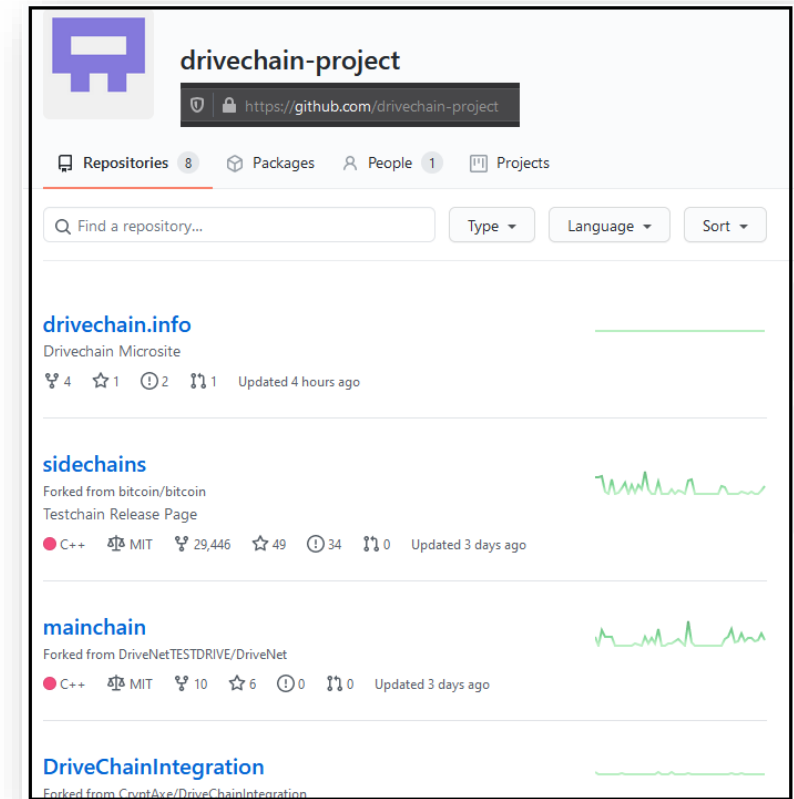 drivechain-project
https://github.com/drivechain-project
Repositories 8 Packages People 1 Projects
Find a repository... Type Language Sort
drivechain.info
Drivechain Microsite
4 1 2 1 Updated 4 hours ago
sidechains
Forked from bitcoin/bitcoin
Testchain Release Page
C++ MIT 29,446 49 34 0 Updated 3 days ago
mainchain
Forked from DriveNetTESTDRIVE/DriveNet
C++ MIT 10 6 0 0 Updated 3 days ago
DriveChainIntegration
Forked from CryptAxe/DriveChainIntegration